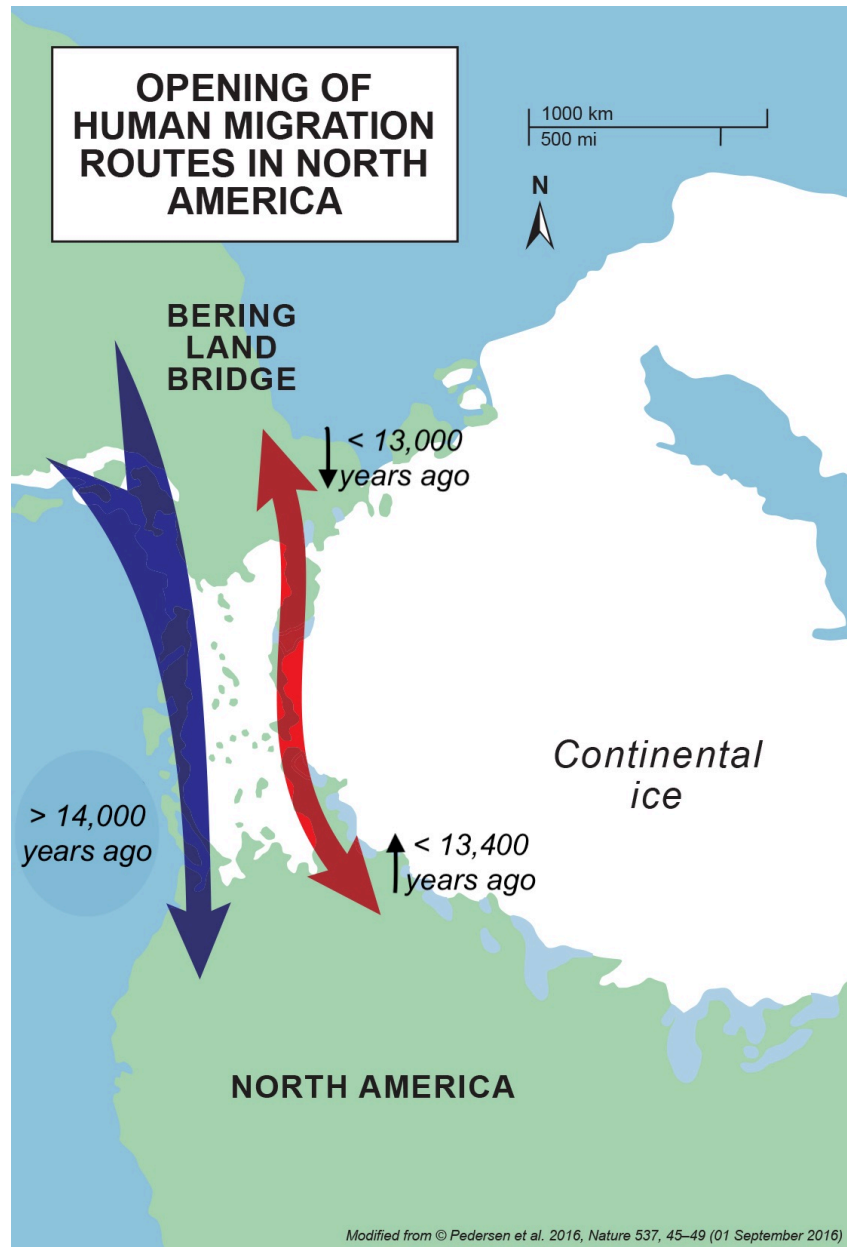 OPENING OF
HUMAN MIGRATION
ROUTES IN NORTH
AMERICA
1000 km
500 mi
N
BERING
LAND
BRIDGE
< 13,000
years ago
Continental
ice
> 14,000
years ago
< 13,400
years ago
NORTH AMERICA
Modified from © Pedersen et al. 2016, Nature 537, 45–49 (01 September 2016)